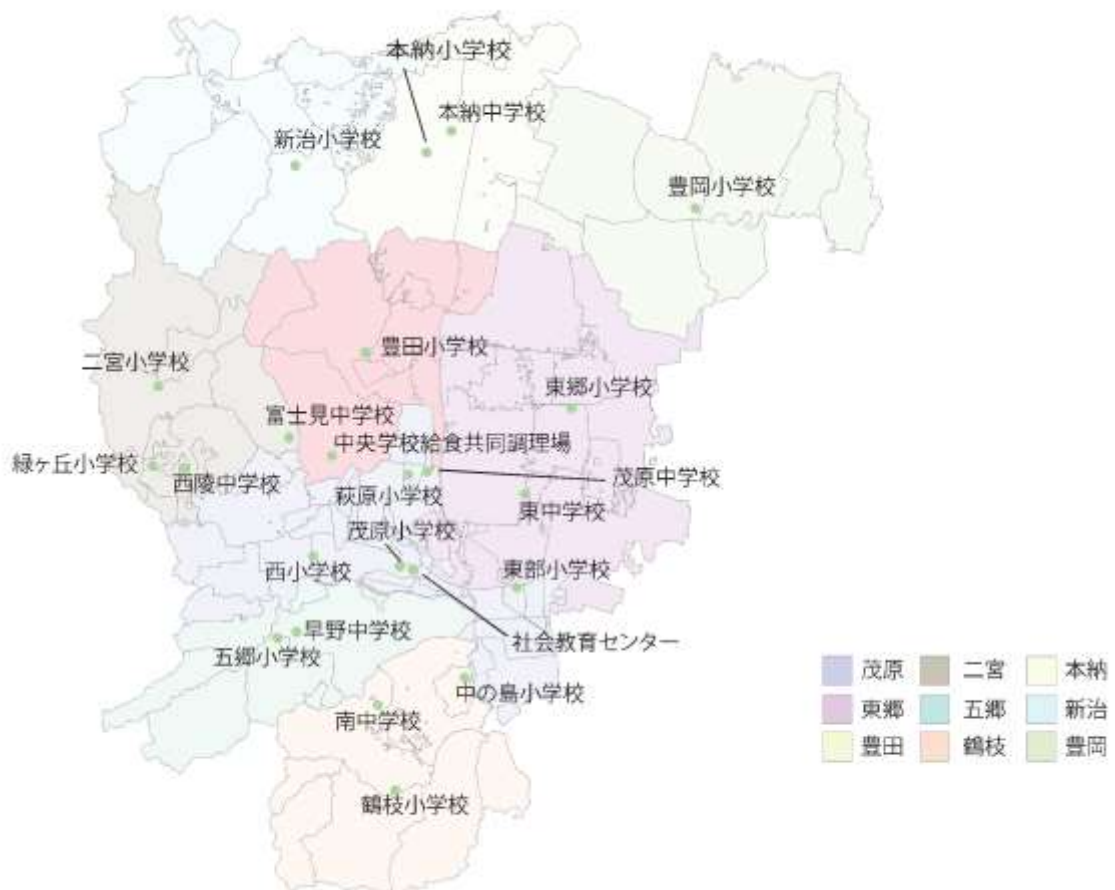 本納小学校
本納中学校
新治小学校
豊岡小学校
豊田小学校
二宮小学校
東郷小学校
富士見中学校
中央学校給食共同調理場
緑ヶ丘小学校
西陵中学校
萩原小学校
茂原中学校
東中学校
茂原小学校
西小学校
東部小学校
早野中学校
社会教育センター
五郷小学校
中の島小学校
南中学校
鶴枝小学校
茂原 二宮 本納
東郷 五郷 新治
豊田 鶴枝 豊岡